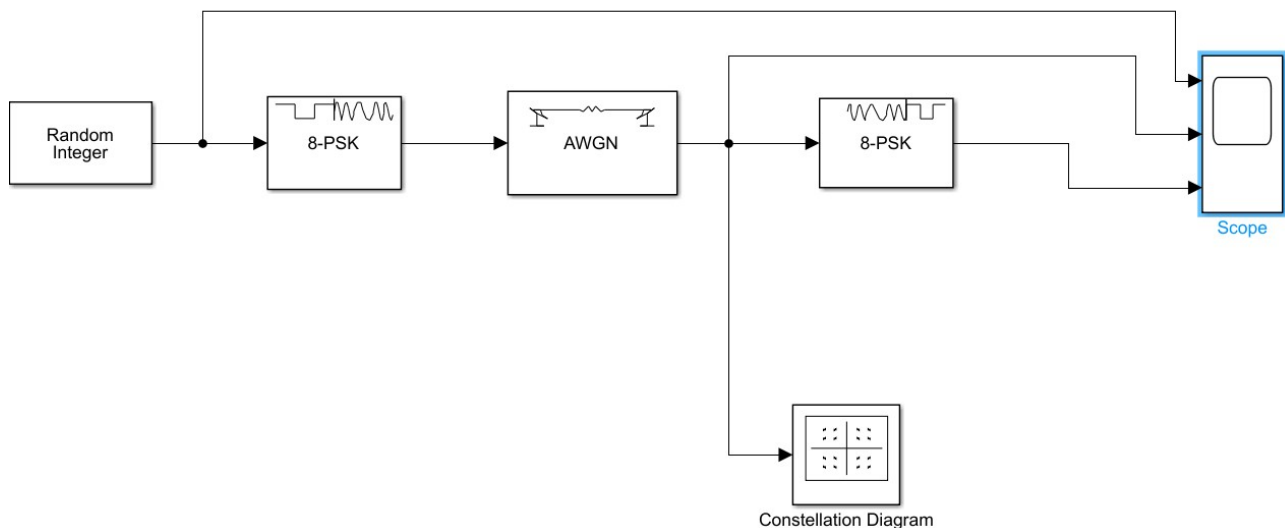 Random
Integer
8-PSK
AWGN
8-PSK
Scope
Constellation Diagram